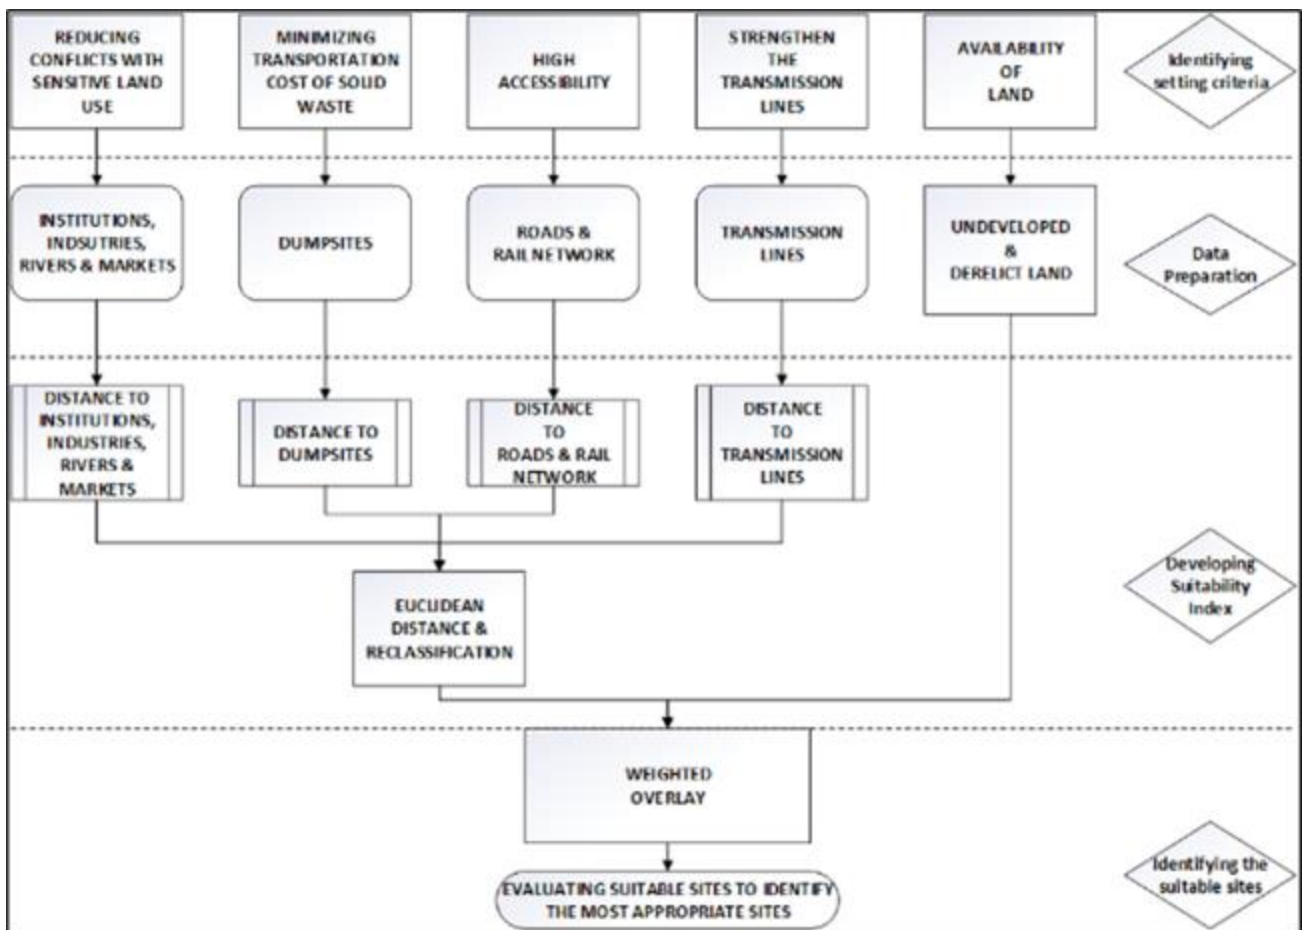 REDUCING
CONFLICTS WITH
SENSITIVE LAND
USE
MINIMIZING
TRANSPORTATION
COST OF SOLID
WASTE
HIGH
ACCESSIBILITY
STRENGTHEN
THE
TRANSMISSION
LINES
AVAILABILITY
OF
LAND
Identifying
setting criteria
INSTITUTIONS,
INDSUTRIES,
RIVERS & MARKETS
DUMPSITES
ROADS &
RAIL NETWORK
TRANSMISSION
LINES
UNDEVELOPED
&
DERELICT LAND
Data
Preparation
DISTANCE TO
INSTITUTIONS,
INDUSTRIES,
RIVERS &
MARKETS
DISTANCE TO
DUMPSITES
DISTANCE
TO
ROADS & RAIL
NETWORK
DISTANCE
TO
TRANSMISSION
LINES
EUCLIDEAN
DISTANCE &
RECLASSIFICATION
Developing
Suitability
Index
WEIGHTED
OVERLAY
EVALUATING SUITABLE SITES TO IDENTIFY
THE MOST APPROPRIATE SITES
Identifying the
suitable sites